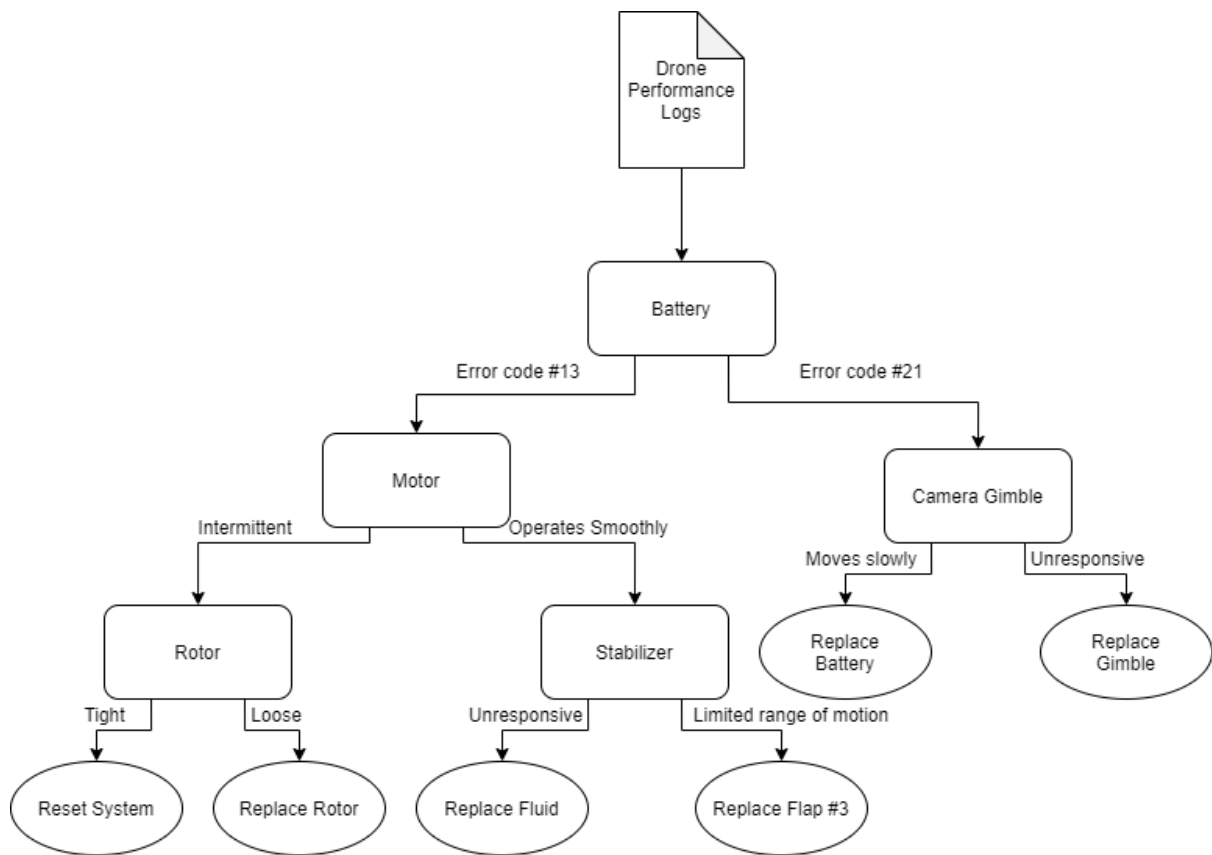 Drone
Performance
Logs
Battery
Error code #13
Error code #21
Motor
Camera Gimble
Intermittent
Operates Smoothly
Moves slowly
Unresponsive
Rotor
Stabilizer
Replace
Battery
Replace
Gimble
Tight
Loose
Unresponsive
Limited range of motion
Reset System
Replace Rotor
Replace Fluid
Replace Flap #3